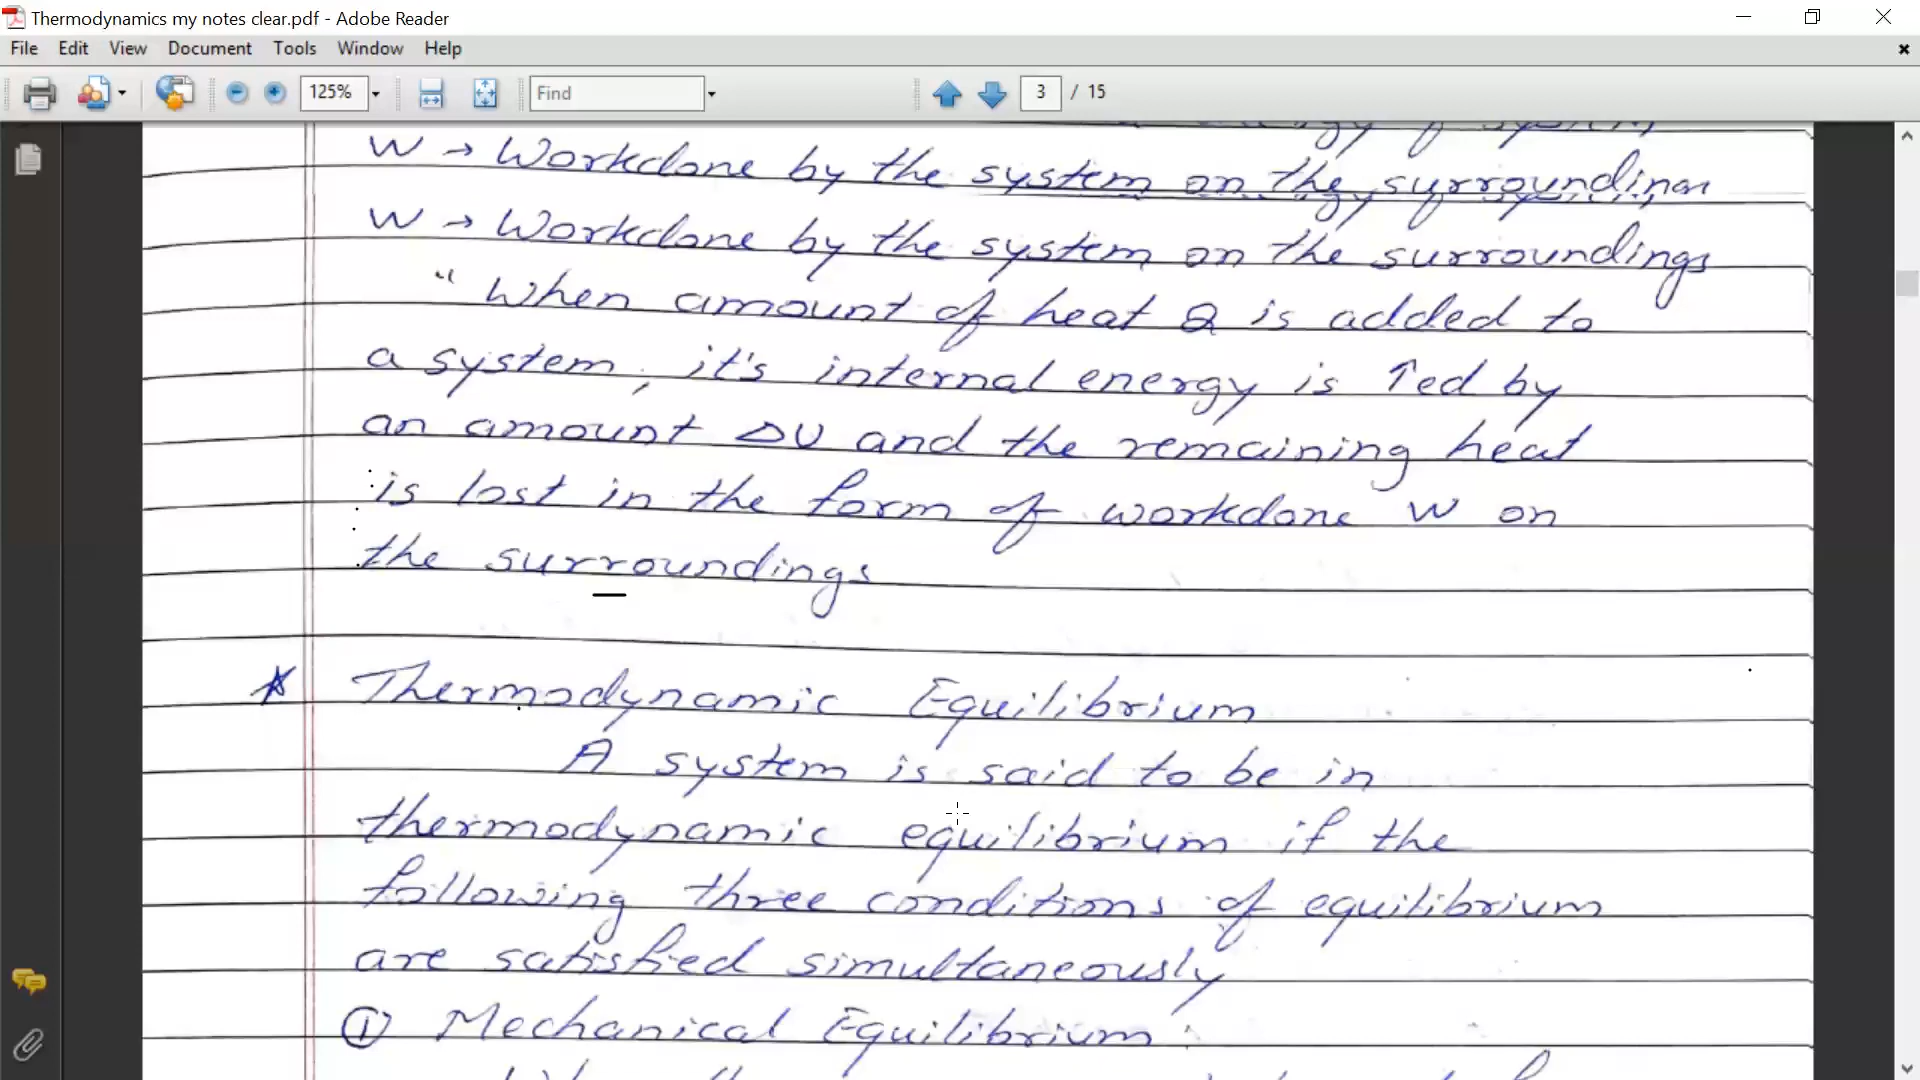 Thermodynamics my notes clear.pdf - Adobe Reader
File Edit View Document Tools Window Help
125% Find 3 / 15
W → Workdone by the system on the surroundings
W → Workdone by the system on the surroundings
" When amount of heat Q is added to
a system, it's internal energy is ↑ed by
an amount ΔU and the remaining heat
is lost in the form of workdone W on
the surroundings
* Thermodynamic Equilibrium
A system is said to be in
thermodynamic equilibrium if the
following three conditions of equilibrium
are satisfied simultaneously
① Mechanical Equilibrium :